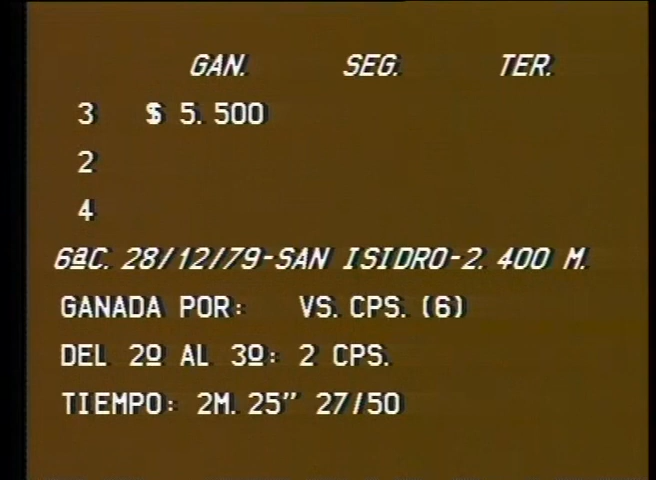 GAN. SEG. TER.
3 $ 5.500
2
4
6ªC. 28/12/79-SAN ISIDRO-2.400 M.
GANADA POR: VS. CPS. (6)
DEL 2º AL 3º: 2 CPS.
TIEMPO: 2M. 25" 27/50